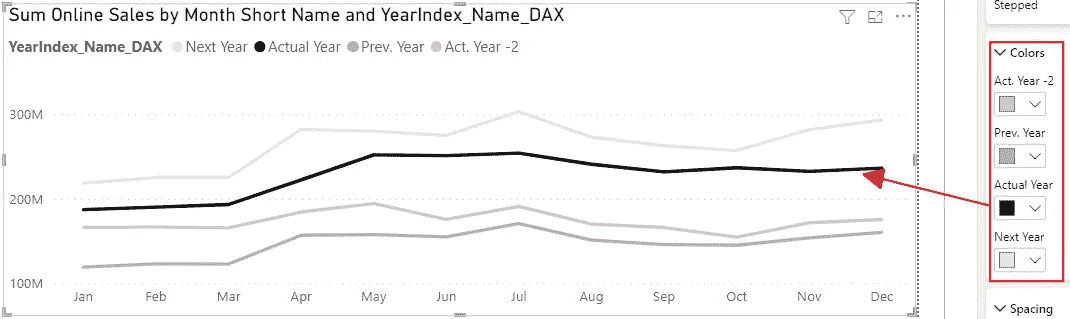 Sum Online Sales by Month Short Name and YearIndex_Name_DAX
YearIndex_Name_DAX Next Year Actual Year Prev. Year Act. Year -2
300M
200M
100M
Jan Feb Mar Apr May Jun Jul Aug Sep Oct Nov Dec
Stepped
Colors
Act. Year -2
Prev. Year
Actual Year
Next Year
Spacing